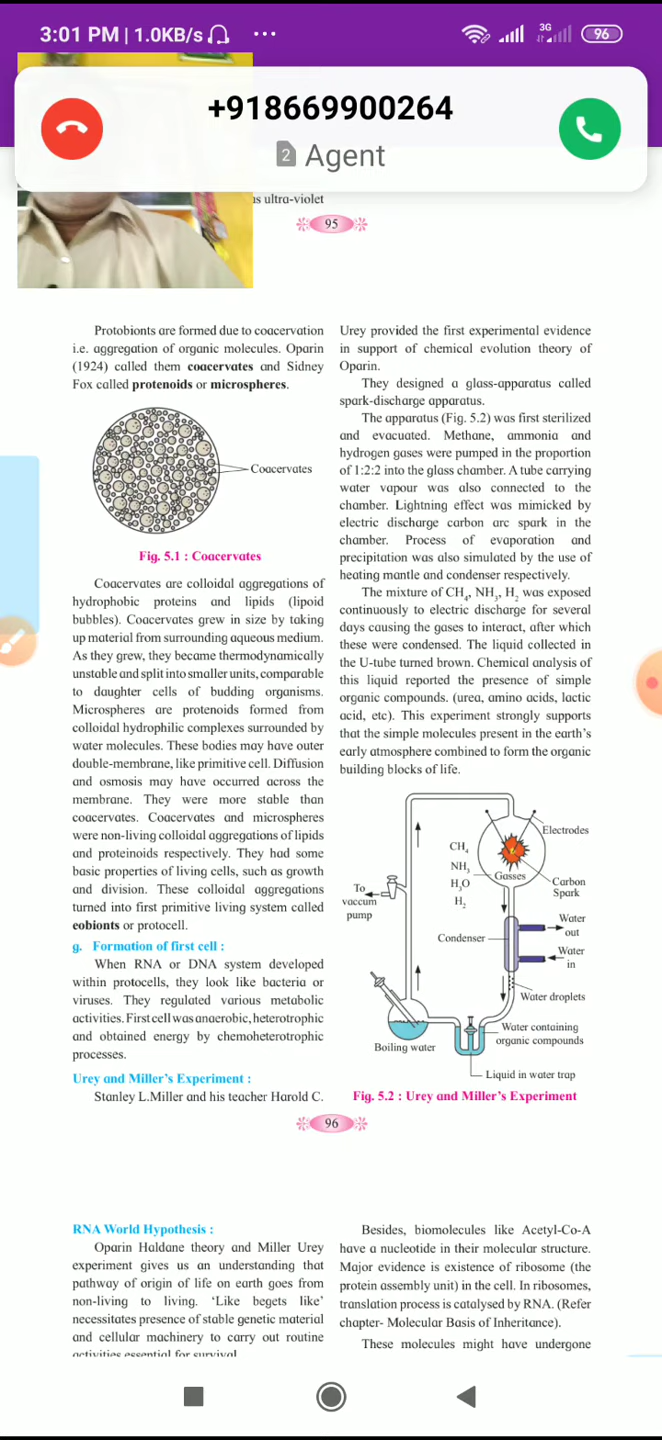 3:01 PM | 1.0KB/s
3G
96
+918669900264
2 Agent
us ultra-violet
95
Protobionts are formed due to coacervation
i.e. aggregation of organic molecules. Oparin
(1924) called them coacervates and Sidney
Fox called protenoids or microspheres.
Coacervates
Fig. 5.1 : Coacervates
Coacervates are colloidal aggregations of
hydrophobic proteins and lipids (lipoid
bubbles). Coacervates grew in size by taking
up material from surrounding aqueous medium.
As they grew, they became thermodynamically
unstable and split into smaller units, comparable
to daughter cells of budding organisms.
Microspheres are protenoids formed from
colloidal hydrophilic complexes surrounded by
water molecules. These bodies may have outer
double-membrane, like primitive cell. Diffusion
and osmosis may have occurred across the
membrane. They were more stable than
coacervates. Coacervates and microspheres
were non-living colloidal aggregations of lipids
and proteinoids respectively. They had some
basic properties of living cells, such as growth
and division. These colloidal aggregations
turned into first primitive living system called
eobionts or protocell.
g. Formation of first cell :
When RNA or DNA system developed
within protocells, they look like bacteria or
viruses. They regulated various metabolic
activities. First cell was anaerobic, heterotrophic
and obtained energy by chemoheterotrophic
processes.
Urey and Miller's Experiment :
Stanley L.Miller and his teacher Harold C.
Urey provided the first experimental evidence
in support of chemical evolution theory of
Oparin.
They designed a glass-apparatus called
spark-discharge apparatus.
The apparatus (Fig. 5.2) was first sterilized
and evacuated. Methane, ammonia and
hydrogen gases were pumped in the proportion
of 1:2:2 into the glass chamber. A tube carrying
water vapour was also connected to the
chamber. Lightning effect was mimicked by
electric discharge carbon arc spark in the
chamber. Process of evaporation and
precipitation was also simulated by the use of
heating mantle and condenser respectively.
The mixture of CH₄, NH₃, H₂ was exposed
continuously to electric discharge for several
days causing the gases to interact, after which
these were condensed. The liquid collected in
the U-tube turned brown. Chemical analysis of
this liquid reported the presence of simple
organic compounds. (urea, amino acids, lactic
acid, etc). This experiment strongly supports
that the simple molecules present in the earth's
early atmosphere combined to form the organic
building blocks of life.
Electrodes
CH₄
NH₃
H₂O
H₂
Gasses
Carbon
Spark
To
vaccum
pump
Water
out
Condenser
Water
in
Water droplets
Water containing
organic compounds
Boiling water
Liquid in water trap
Fig. 5.2 : Urey and Miller's Experiment
96
RNA World Hypothesis :
Oparin Haldane theory and Miller Urey
experiment gives us an understanding that
pathway of origin of life on earth goes from
non-living to living. 'Like begets like'
necessitates presence of stable genetic material
and cellular machinery to carry out routine
activities essential for survival
Besides, biomolecules like Acetyl-Co-A
have a nucleotide in their molecular structure.
Major evidence is existence of ribosome (the
protein assembly unit) in the cell. In ribosomes,
translation process is catalysed by RNA. (Refer
chapter- Molecular Basis of Inheritance).
These molecules might have undergone